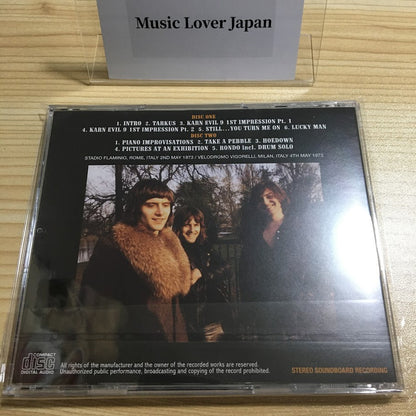 Music Lover Japan
DISC ONE
1. INTRO 2. TARKUS 3. KARN EVIL 9 1ST IMPRESSION Pt. 1
4. KARN EVIL 9 1ST IMPRESSION Pt. 2 5. STILL...YOU TURN ME ON 6. LUCKY MAN
DISC TWO
1. PIANO IMPROVISATIONS 2. TAKE A PEBBLE 3. HOEDOWN
4. PICTURES AT AN EXHIBITION 5. RONDO incl. DRUM SOLO
STADIO FLAMINIO, ROME, ITALY 2ND MAY 1973 / VELODROMO VIGORELLI, MILAN, ITALY 4TH MAY 1973
COMPACT
disc
DIGITAL AUDIO
All rights of the manufacturer and the owner of the recorded works are reserved.
Unauthorized public performance, broadcasting and copying of the record prohibited.
STEREO SOUNDBOARD RECORDING